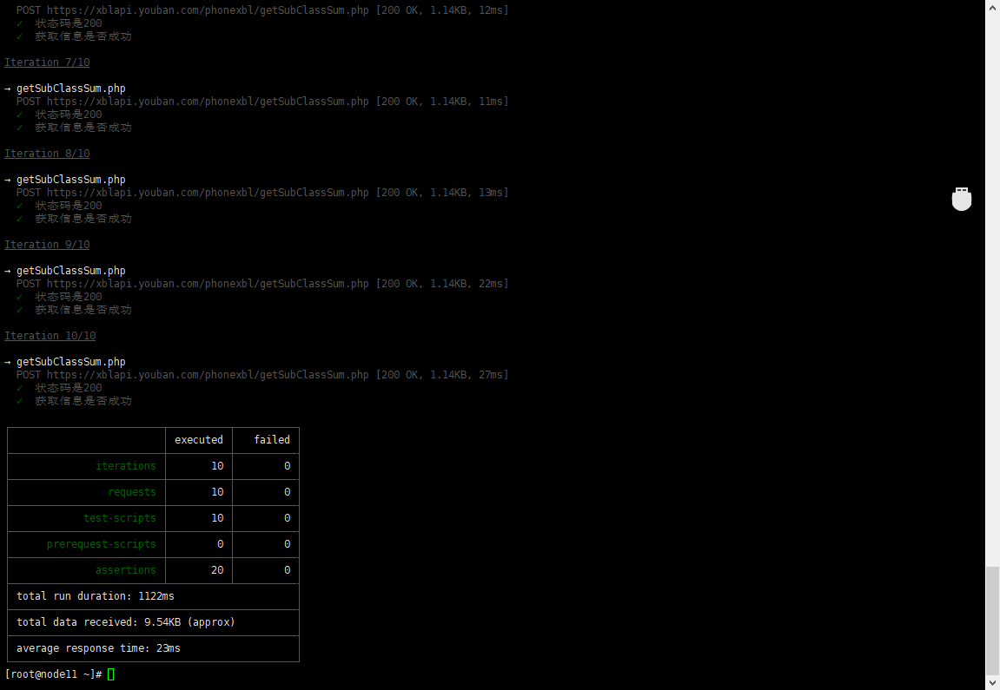 POST https://xblapi.youban.com/phonexbl/getSubClassSum.php [200 OK, 1.14KB, 12ms]
✓ 状态码是200
✓ 获取信息是否成功
Iteration 7/10
→ getSubClassSum.php
POST https://xblapi.youban.com/phonexbl/getSubClassSum.php [200 OK, 1.14KB, 11ms]
✓ 状态码是200
✓ 获取信息是否成功
Iteration 8/10
→ getSubClassSum.php
POST https://xblapi.youban.com/phonexbl/getSubClassSum.php [200 OK, 1.14KB, 13ms]
✓ 状态码是200
✓ 获取信息是否成功
Iteration 9/10
→ getSubClassSum.php
POST https://xblapi.youban.com/phonexbl/getSubClassSum.php [200 OK, 1.14KB, 22ms]
✓ 状态码是200
✓ 获取信息是否成功
Iteration 10/10
→ getSubClassSum.php
POST https://xblapi.youban.com/phonexbl/getSubClassSum.php [200 OK, 1.14KB, 27ms]
✓ 状态码是200
✓ 获取信息是否成功
executed failed
iterations 10 0
requests 10 0
test-scripts 10 0
prerequest-scripts 0 0
assertions 20 0
total run duration: 1122ms
total data received: 9.54KB (approx)
average response time: 23ms
[root@node11 ~]#